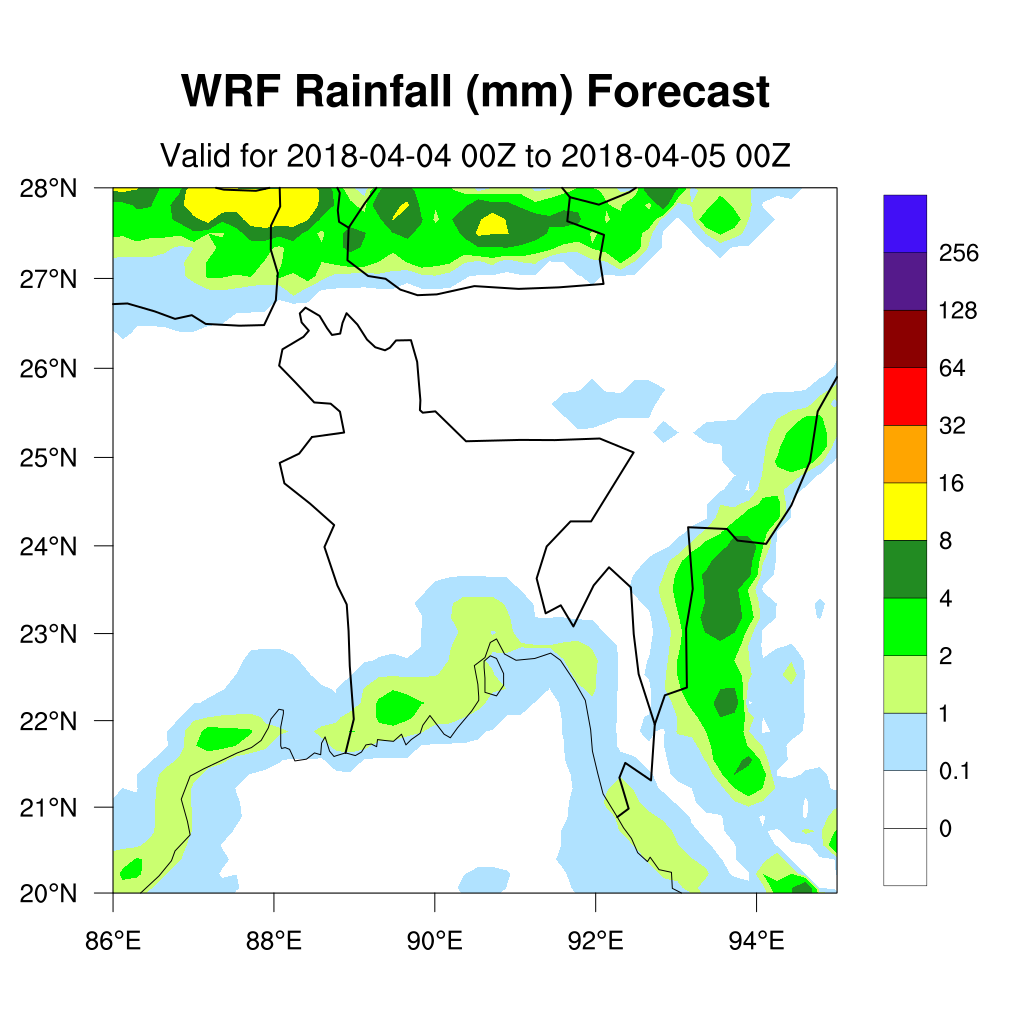 WRF Rainfall (mm) Forecast
Valid for 2018-04-04 00Z to 2018-04-05 00Z
28°N
27°N
26°N
25°N
24°N
23°N
22°N
21°N
20°N
86°E 88°E 90°E 92°E 94°E
256
128
64
32
16
8
4
2
1
0.1
0